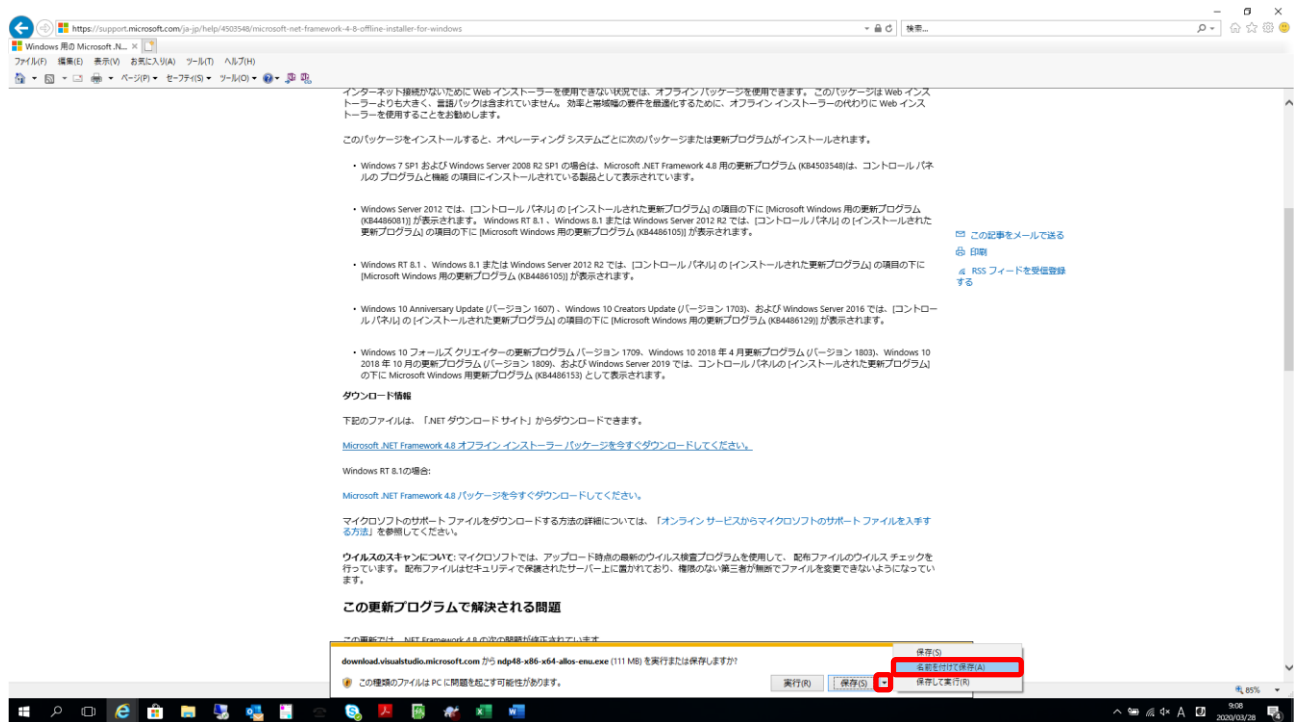 https://support.microsoft.com/ja-jp/help/4503548/microsoft-net-framework-4-8-offline-installer-for-windows
検索...
Windows 用の Microsoft .N...
ファイル(F) 編集(E) 表示(V) お気に入り(A) ツール(T) ヘルプ(H)
ページ(P) セーフティ(S) ツール(O)
インターネット接続がないために Web インストーラーを使用できない状況では、オフライン パッケージを使用できます。 このパッケージは Web インス
トーラーよりも大きく、言語パックは含まれていません。 効率と帯域幅の要件を最適化するために、オフライン インストーラーの代わりに Web インス
トーラーを使用することをお勧めします。
このパッケージをインストールすると、オペレーティング システムごとに次のパッケージまたは更新プログラムがインストールされます。
• Windows 7 SP1 および Windows Server 2008 R2 SP1 の場合は、Microsoft .NET Framework 4.8 用の更新プログラム (KB4503548)は、コントロール パネ
ルの プログラムと機能 の項目にインストールされている製品として表示されています。
• Windows Server 2012 では、[コントロール パネル] の [インストールされた更新プログラム] の項目の下に [Microsoft Windows 用の更新プログラム
(KB4486081)] が表示されます。 Windows RT 8.1 、Windows 8.1 または Windows Server 2012 R2 では、[コントロール パネル] の [インストールされた
更新プログラム] の項目の下に [Microsoft Windows 用の更新プログラム (KB4486105)] が表示されます。
• Windows RT 8.1 、Windows 8.1 または Windows Server 2012 R2 では、[コントロール パネル] の [インストールされた更新プログラム] の項目の下に
[Microsoft Windows 用の更新プログラム (KB4486105)] が表示されます。
• Windows 10 Anniversary Update (バージョン 1607) 、Windows 10 Creators Update (バージョン 1703)、および Windows Server 2016 では、[コントロー
ル パネル] の [インストールされた更新プログラム] の項目の下に [Microsoft Windows 用の更新プログラム (KB4486129)] が表示されます。
• Windows 10 フォールズ クリエイターの更新プログラム バージョン 1709、Windows 10 2018 年 4 月更新プログラム (バージョン 1803)、Windows 10
2018 年 10 月の更新プログラム (バージョン 1809)、および Windows Server 2019 では、コントロール パネルの [インストールされた更新プログラム]
の下に Microsoft Windows 用更新プログラム (KB4486153) として表示されます。
この記事をメールで送る
印刷
RSS フィードを受信登録
する
ダウンロード情報
下記のファイルは、「.NET ダウンロード サイト」からダウンロードできます。
Microsoft .NET Framework 4.8 オフライン インストーラー パッケージを今すぐダウンロードしてください。
Windows RT 8.1の場合:
Microsoft .NET Framework 4.8 パッケージを今すぐダウンロードしてください。
マイクロソフトのサポート ファイルをダウンロードする方法の詳細については、「オンライン サービスからマイクロソフトのサポート ファイルを入手す
る方法」を参照してください。
ウイルスのスキャンについて: マイクロソフトでは、アップロード時点の最新のウイルス検査プログラムを使用して、 配布ファイルのウイルス チェックを
行っています。 配布ファイルはセキュリティで保護されたサーバー上に置かれており、権限のない第三者が無断でファイルを変更できないようになってい
ます。
この更新プログラムで解決される問題
この更新では、.NET Framework 4.8 の次の問題が修正されています
download.visualstudio.microsoft.com から ndp48-x86-x64-allos-enu.exe (111 MB) を実行または保存しますか?
この種類のファイルは PC に問題を起こす可能性があります。
実行(R) 保存(S)
保存(S)
名前を付けて保存(A)
保存して実行(R)
85%
A
9:08
2020/03/28